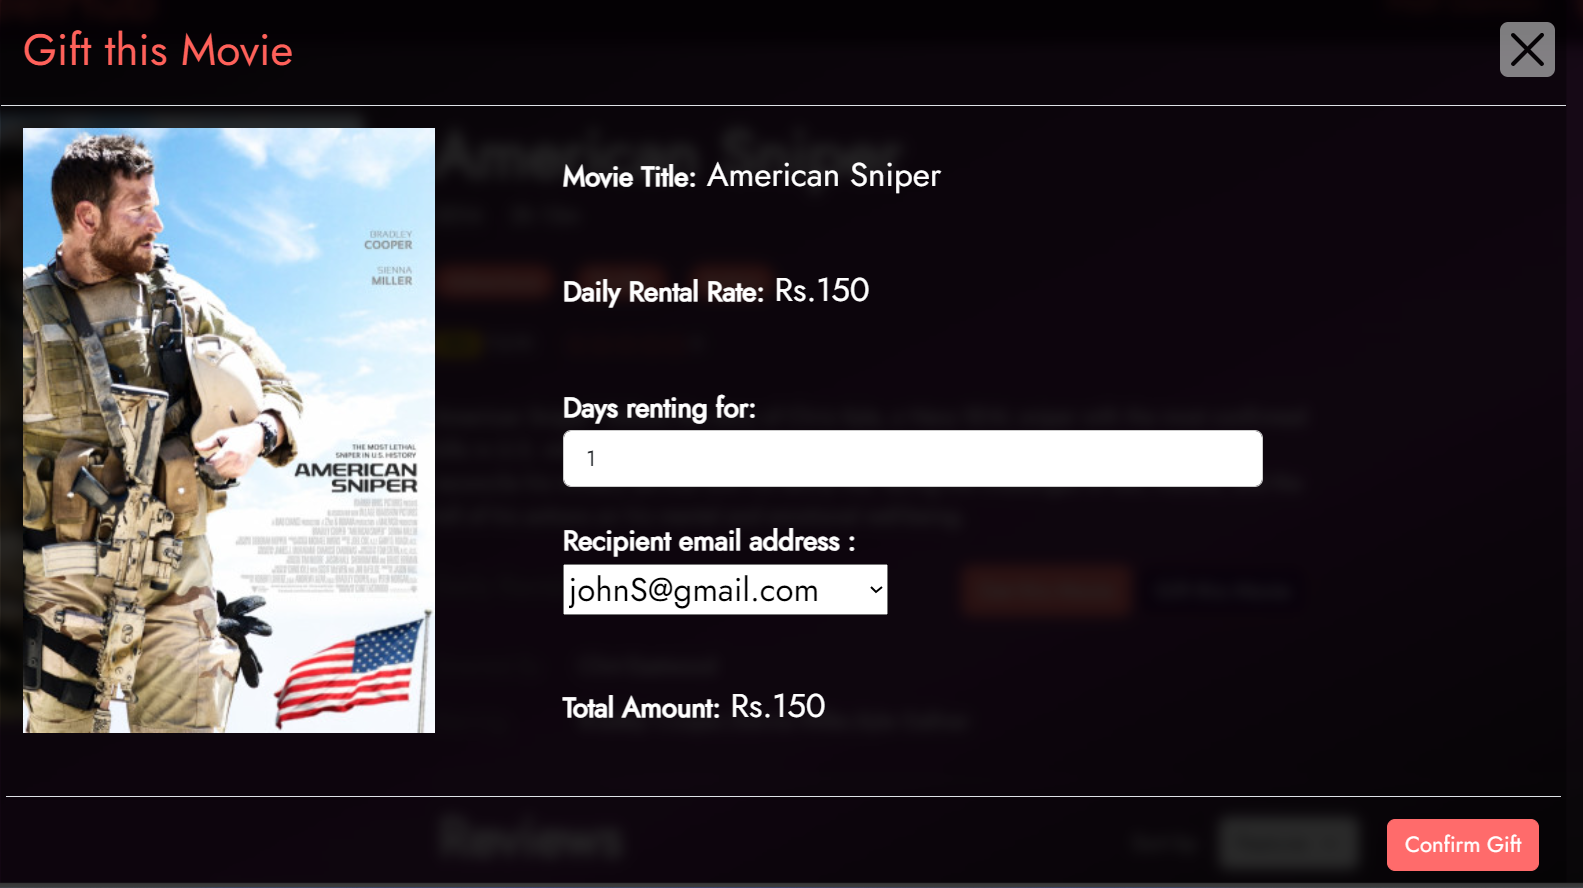 Gift this Movie
BRADLEY
COOPER
SIENNA
MILLER
THE MOST LETHAL
SNIPER IN U.S. HISTORY
AMERICAN
SNIPER
Movie Title: American Sniper
Daily Rental Rate: Rs.150
Days renting for:
1
Recipient email address :
johnS@gmail.com
Total Amount: Rs.150
Reviews
Confirm Gift